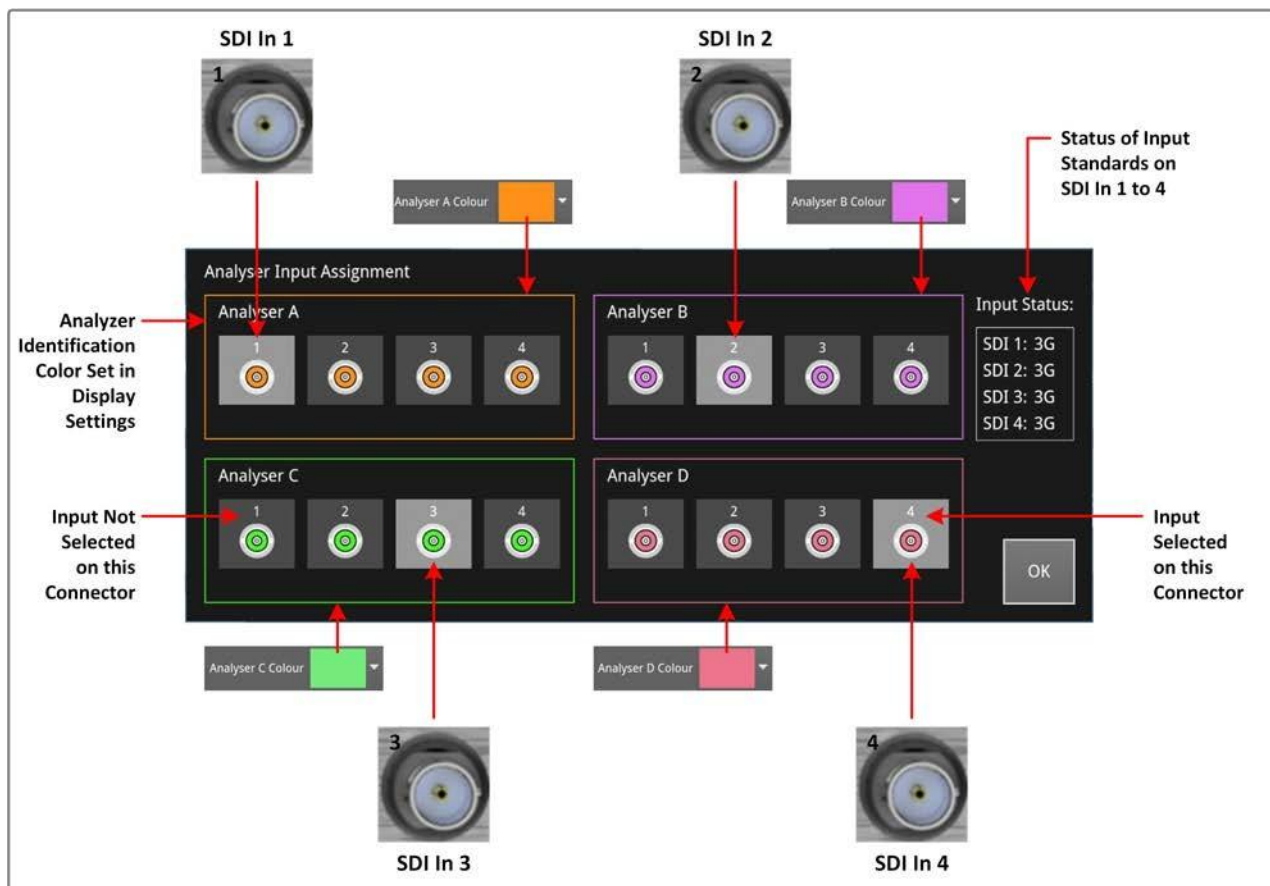 SDI In 1
SDI In 2
1
2
Status of Input
Standards on
SDI In 1 to 4
Analyser A Colour
Analyser B Colour
Analyser Input Assignment
Analyzer
Identification
Color Set in
Display
Settings
Analyser A
1 2 3 4
Analyser B
1 2 3 4
Input Status:
SDI 1: 3G
SDI 2: 3G
SDI 3: 3G
SDI 4: 3G
Input Not
Selected
on this
Connector
Analyser C
1 2 3 4
Analyser D
1 2 3 4
OK
Input
Selected
on this
Connector
Analyser C Colour
Analyser D Colour
3
4
SDI In 3
SDI In 4